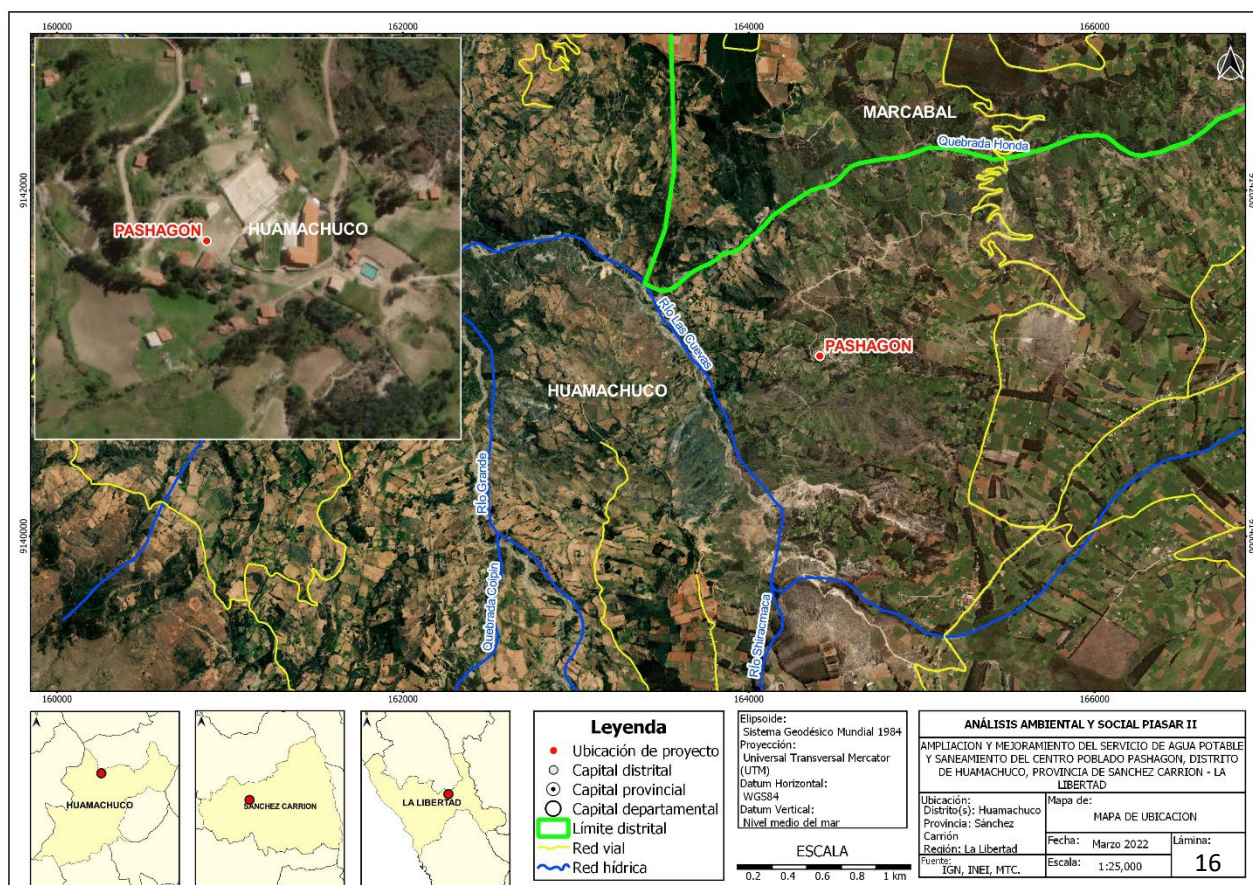 160000
162000
164000
166000
9142000
9142000
9140000
9140000
PASHAGON
HUAMACHUCO
MARCABAL
Quebrada Honda
Río Las Cuevas
PASHAGON
HUAMACHUCO
Río Grande
Quebrada Colpin
Río Shiracmaca
160000
162000
164000
166000
HUAMACHUCO
SANCHEZ CARRION
LA LIBERTAD
Leyenda
Ubicación de proyecto
Capital distrital
Capital provincial
Capital departamental
Límite distrital
Red vial
Red hídrica
Elipsoide:
Sistema Geodésico Mundial 1984
Proyección:
Universal Transversal Mercator
(UTM)
Datum Horizontal:
WGS84
Datum Vertical:
Nivel medio del mar
ESCALA
0.2 0.4 0.6 0.8 1 km
ANÁLISIS AMBIENTAL Y SOCIAL PIASAR II
AMPLIACION Y MEJORAMIENTO DEL SERVICIO DE AGUA POTABLE
Y SANEAMIENTO DEL CENTRO POBLADO PASHAGON, DISTRITO
DE HUAMACHUCO, PROVINCIA DE SANCHEZ CARRION - LA
LIBERTAD
Ubicación:
Distrito(s): Huamachuco
Provincia: Sánchez
Carrión
Región: La Libertad
Fuente:
IGN, INEI, MTC.
Mapa de:
MAPA DE UBICACION
Fecha: Marzo 2022
Escala: 1:25,000
Lámina:
16